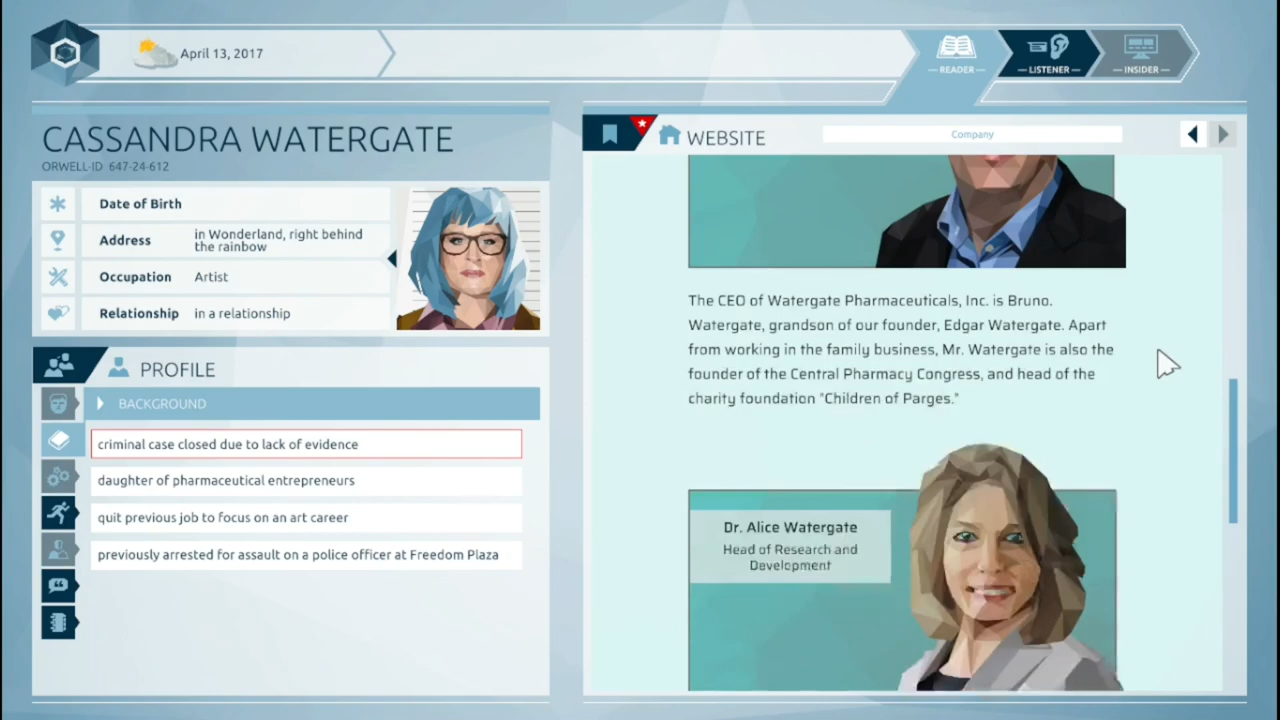 April 13, 2017
— READER —
— LISTENER —
— INSIDER —
CASSANDRA WATERGATE
ORWELL-ID: 647-24-612
Date of Birth
Address in Wonderland, right behind
the rainbow
Occupation Artist
Relationship in a relationship
PROFILE
BACKGROUND
criminal case closed due to lack of evidence
daughter of pharmaceutical entrepreneurs
quit previous job to focus on an art career
previously arrested for assault on a police officer at Freedom Plaza
WEBSITE
Company
The CEO of Watergate Pharmaceuticals, Inc. is Bruno.
Watergate, grandson of our founder, Edgar Watergate. Apart
from working in the family business, Mr. Watergate is also the
founder of the Central Pharmacy Congress, and head of the
charity foundation "Children of Parges."
Dr. Alice Watergate
Head of Research and
Development